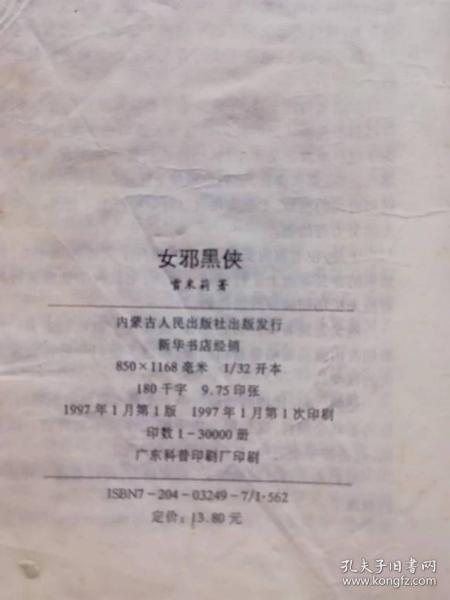 女邪黑侠
雪米莉 著
内蒙古人民出版社出版发行
新华书店经销
850×1168毫米 1/32开本
180千字 9.75印张
1997年1月第1版 1997年1月第1次印刷
印数1-30000册
广东科普印刷厂印刷
ISBN7-204-03249-7/I·562
定价：13.80元
孔夫子旧书网
www.kongfz.com